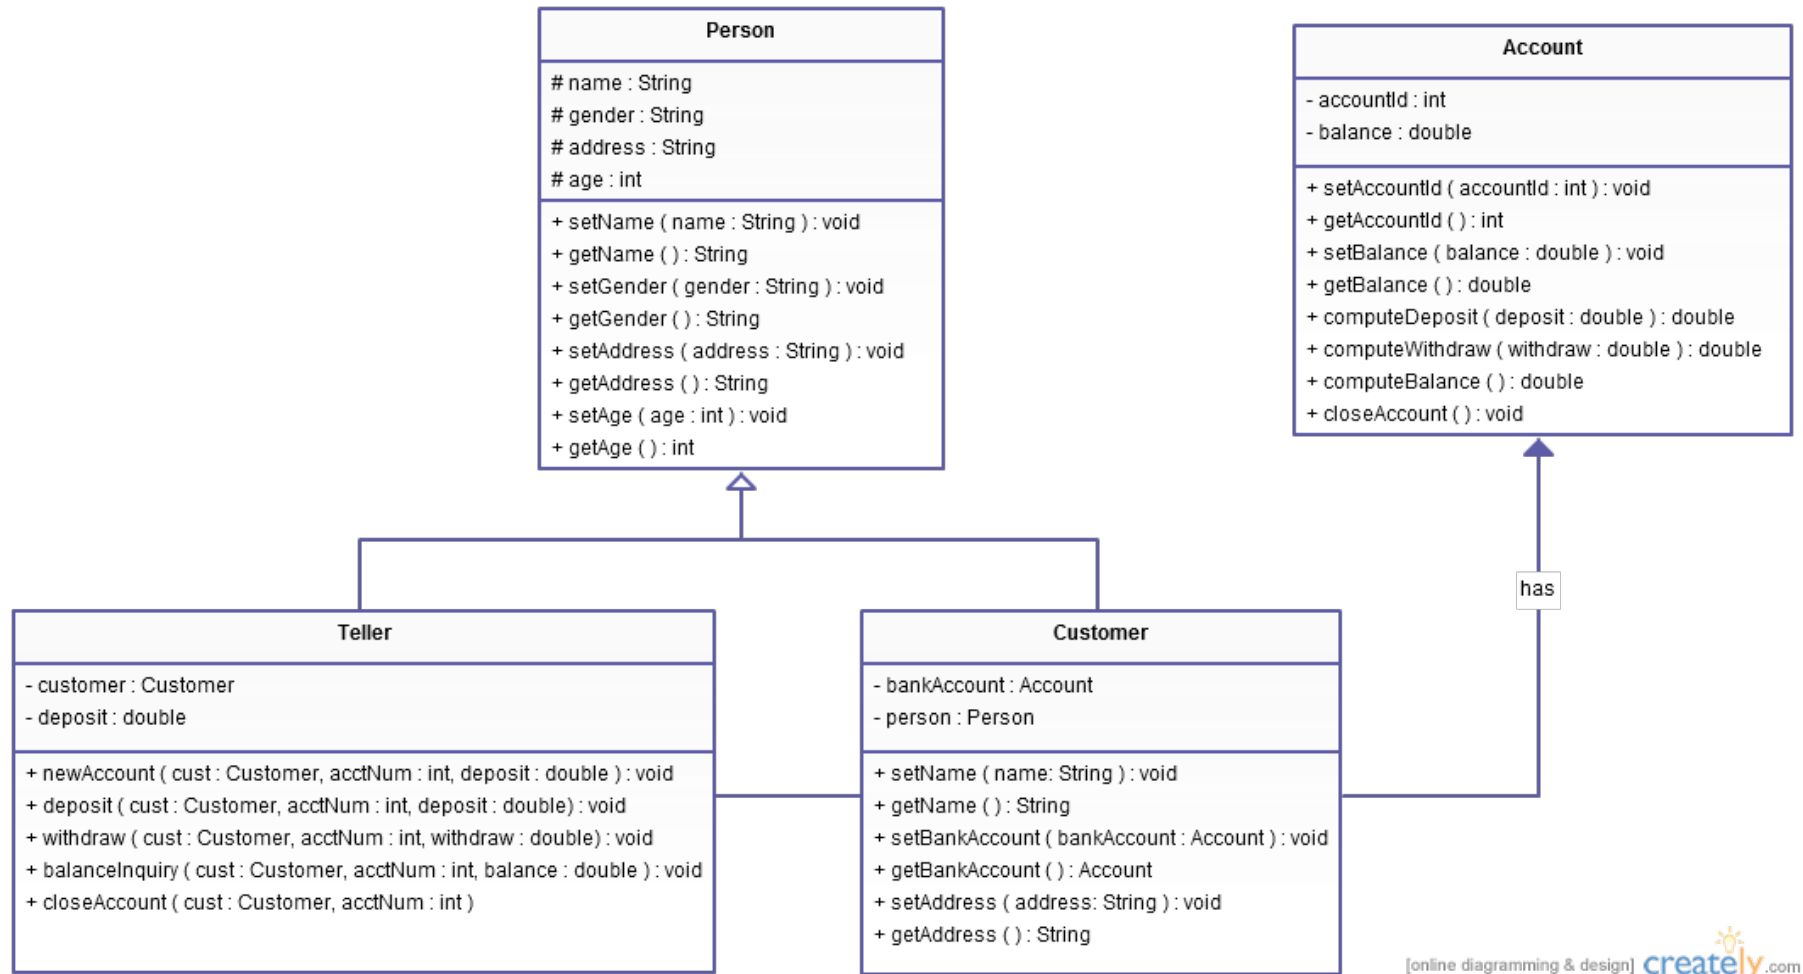 Person
# name : String
# gender : String
# address : String
# age : int
+ setName ( name : String ) : void
+ getName ( ) : String
+ setGender ( gender : String ) : void
+ getGender ( ) : String
+ setAddress ( address : String ) : void
+ getAddress ( ) : String
+ setAge ( age : int ) : void
+ getAge ( ) : int
Account
- accountId : int
- balance : double
+ setAccountId ( accountId : int ) : void
+ getAccountId ( ) : int
+ setBalance ( balance : double ) : void
+ getBalance ( ) : double
+ computeDeposit ( deposit : double ) : double
+ computeWithdraw ( withdraw : double ) : double
+ computeBalance ( ) : double
+ closeAccount ( ) : void
has
Teller
- customer : Customer
- deposit : double
+ newAccount ( cust : Customer, acctNum : int, deposit : double ) : void
+ deposit ( cust : Customer, acctNum : int, deposit : double) : void
+ withdraw ( cust : Customer, acctNum : int, withdraw : double) : void
+ balanceInquiry ( cust : Customer, acctNum : int, balance : double ) : void
+ closeAccount ( cust : Customer, acctNum : int )
Customer
- bankAccount : Account
- person : Person
+ setName ( name: String ) : void
+ getName ( ) : String
+ setBankAccount ( bankAccount : Account ) : void
+ getBankAccount ( ) : Account
+ setAddress ( address: String ) : void
+ getAddress ( ) : String
[online diagramming & design] creately.com